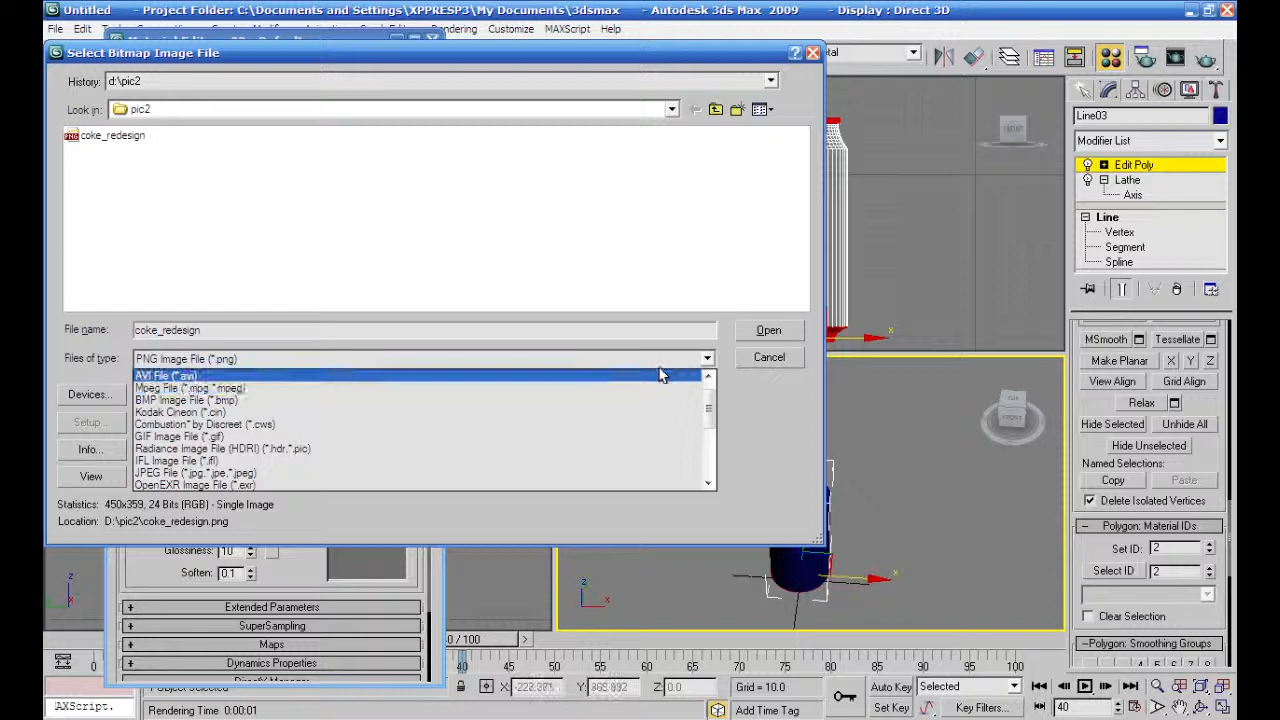 Untitled - Project Folder: C:\Documents and Settings\XPPRESP3\My Documents\3dsmax - Autodesk 3ds Max 2009 - Display : Direct 3D
File Edit Rendering Customize MAXScript Help
Select Bitmap Image File
History: d:\pic2
Look in: pic2
coke_redesign
File name: coke_redesign Open
Files of type: PNG Image File (*.png) Cancel
AVI File (*.avi)
Mpeg File (*.mpg *.mpeg)
BMP Image File (*.bmp)
Kodak Cineon (*.cin)
Combustion* by Discreet (*.cws)
GIF Image File (*.gif)
Radiance Image File (HDRI) (*.hdr,*.pic)
IFL Image File (*.ifl)
JPEG File (*.jpg,*.jpe,*.jpeg)
OpenEXR Image File (*.exr)
Devices...
Setup...
Info...
View
Statistics: 450x359, 24 Bits (RGB) - Single Image
Location: D:\pic2\coke_redesign.png
Glossiness: 10
Soften: 0.1
Extended Parameters
SuperSampling
Maps
Dynamics Properties
DirectX Manager
FRONT
z
x
x
z
x
x
Line03
Modifier List
Edit Poly
Lathe
Axis
Line
Vertex
Segment
Spline
MSmooth Tessellate
Make Planar X Y Z
View Align Grid Align
Relax
Hide Selected Unhide All
Hide Unselected
Named Selections:
Copy Paste
Delete Isolated Vertices
Polygon: Material IDs
Set ID: 2
Select ID 2
Clear Selection
Polygon: Smoothing Groups
0 / 100
0 40 45 50 55 60 65 70 75 80 85 90 95 100
X: Y: Z: 0.0 Grid = 10.0
Auto Key Selected
AXScript. Rendering Time 0:00:01 Add Time Tag Set Key Key Filters... 40